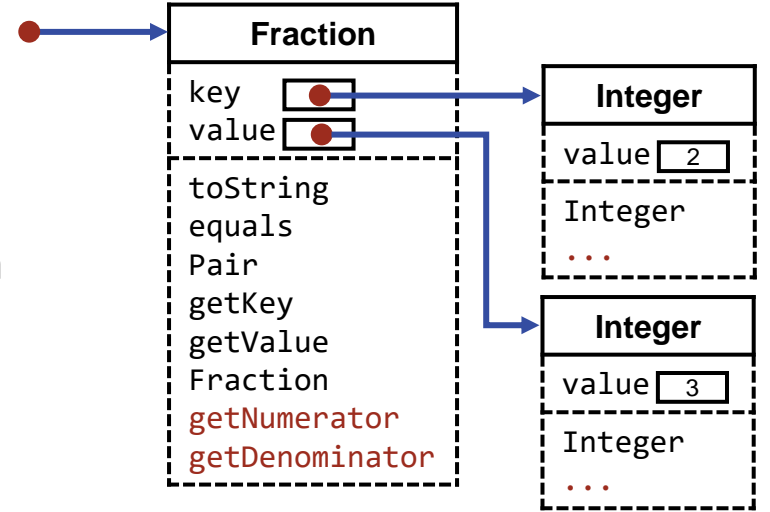 Fraction
key
value
toString
equals
Pair
getKey
getValue
Fraction
getNumerator
getDenominator
Integer
value 2
Integer
...
Integer
value 3
Integer
...